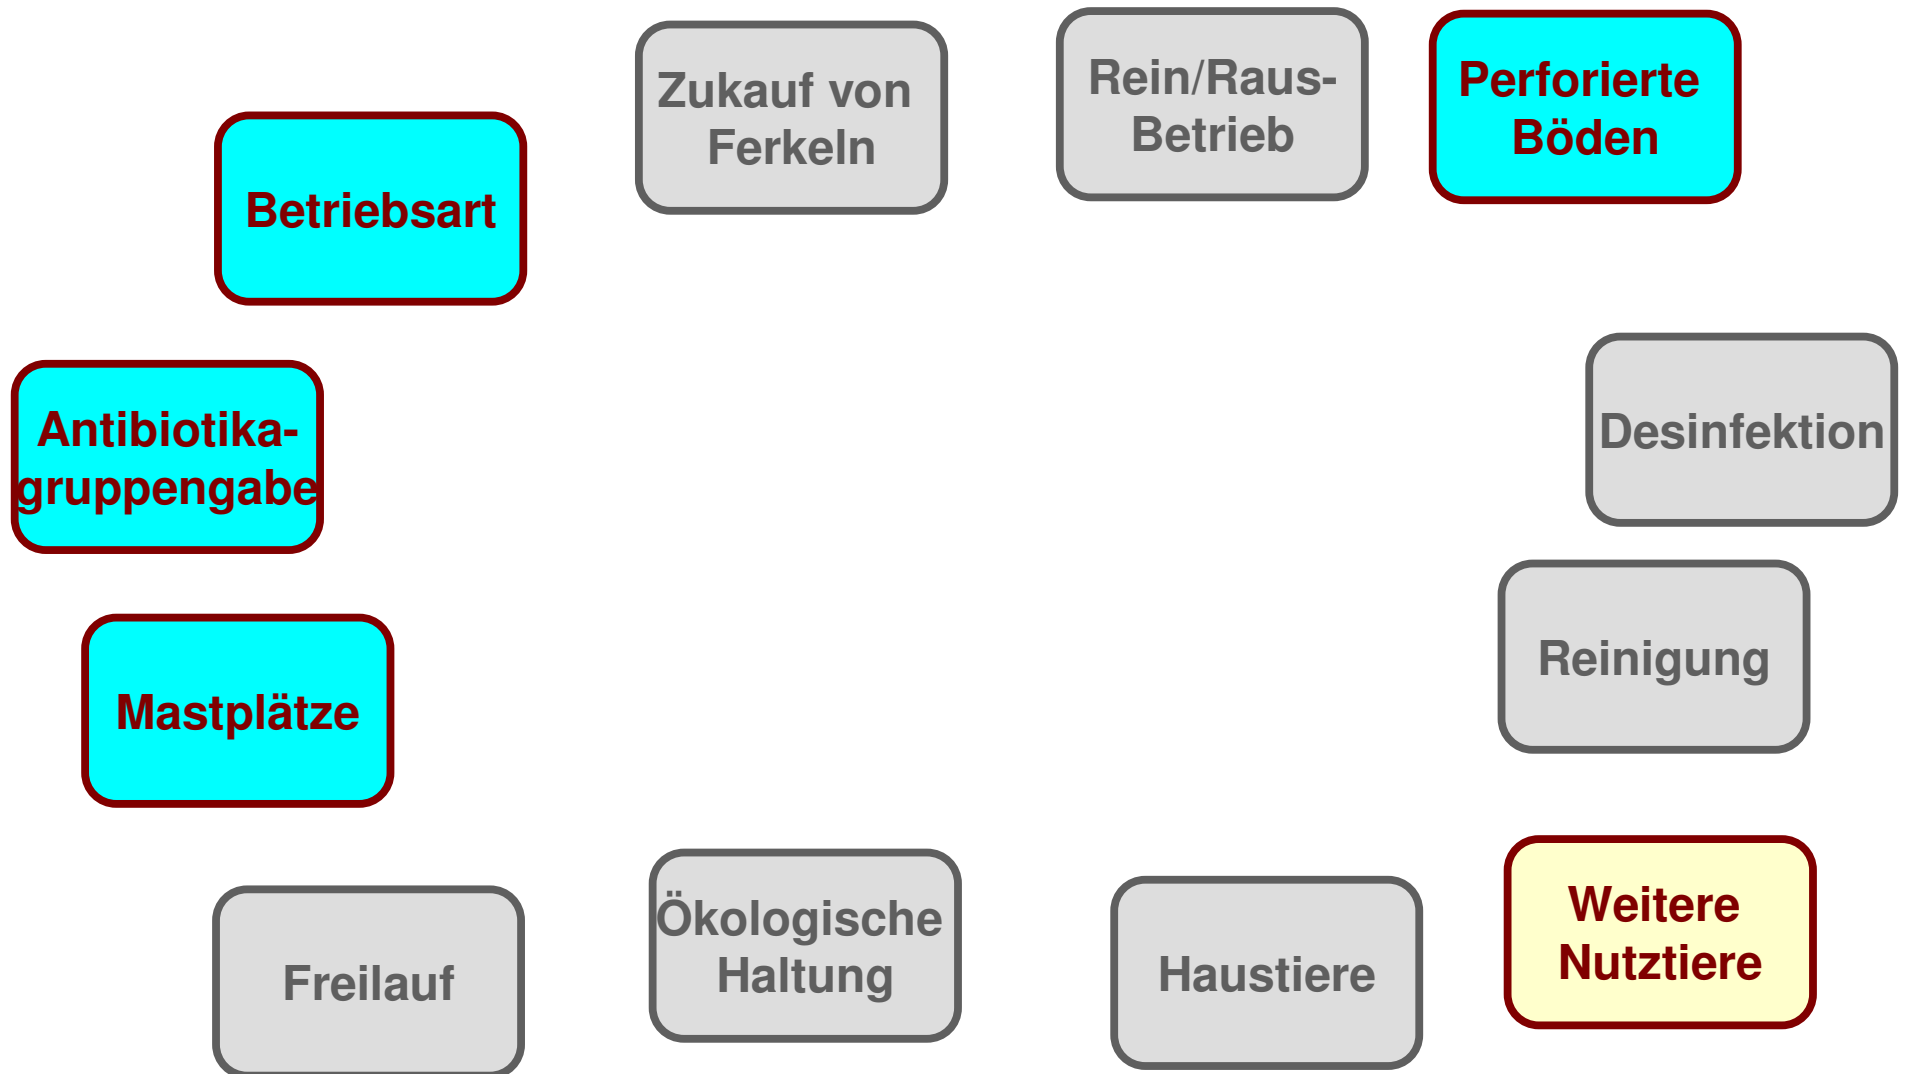 Zukauf von
Ferkeln
Rein/Raus-
Betrieb
Perforierte
Böden
Betriebsart
Antibiotika-
gruppengabe
Desinfektion
Reinigung
Mastplätze
Weitere
Nutztiere
Freilauf
Ökologische
Haltung
Haustiere